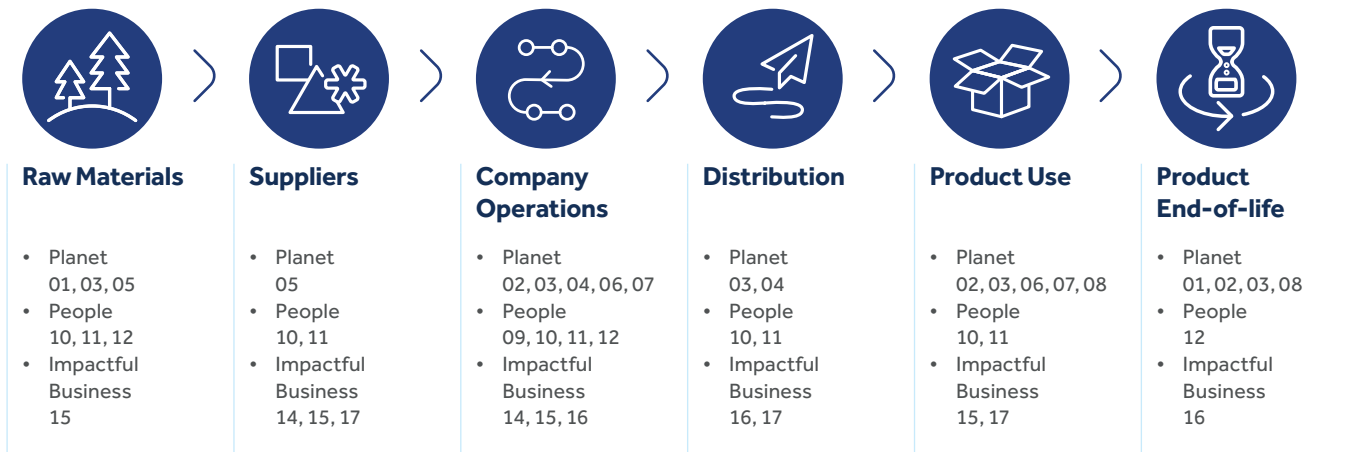 Raw Materials
• Planet
01, 03, 05
• People
10, 11, 12
• Impactful
Business
15
Suppliers
• Planet
05
• People
10, 11
• Impactful
Business
14, 15, 17
Company
Operations
• Planet
02, 03, 04, 06, 07
• People
09, 10, 11, 12
• Impactful
Business
14, 15, 16
Distribution
• Planet
03, 04
• People
10, 11
• Impactful
Business
16, 17
Product Use
• Planet
02, 03, 06, 07, 08
• People
10, 11
• Impactful
Business
15, 17
Product
End-of-life
• Planet
01, 02, 03, 08
• People
12
• Impactful
Business
16